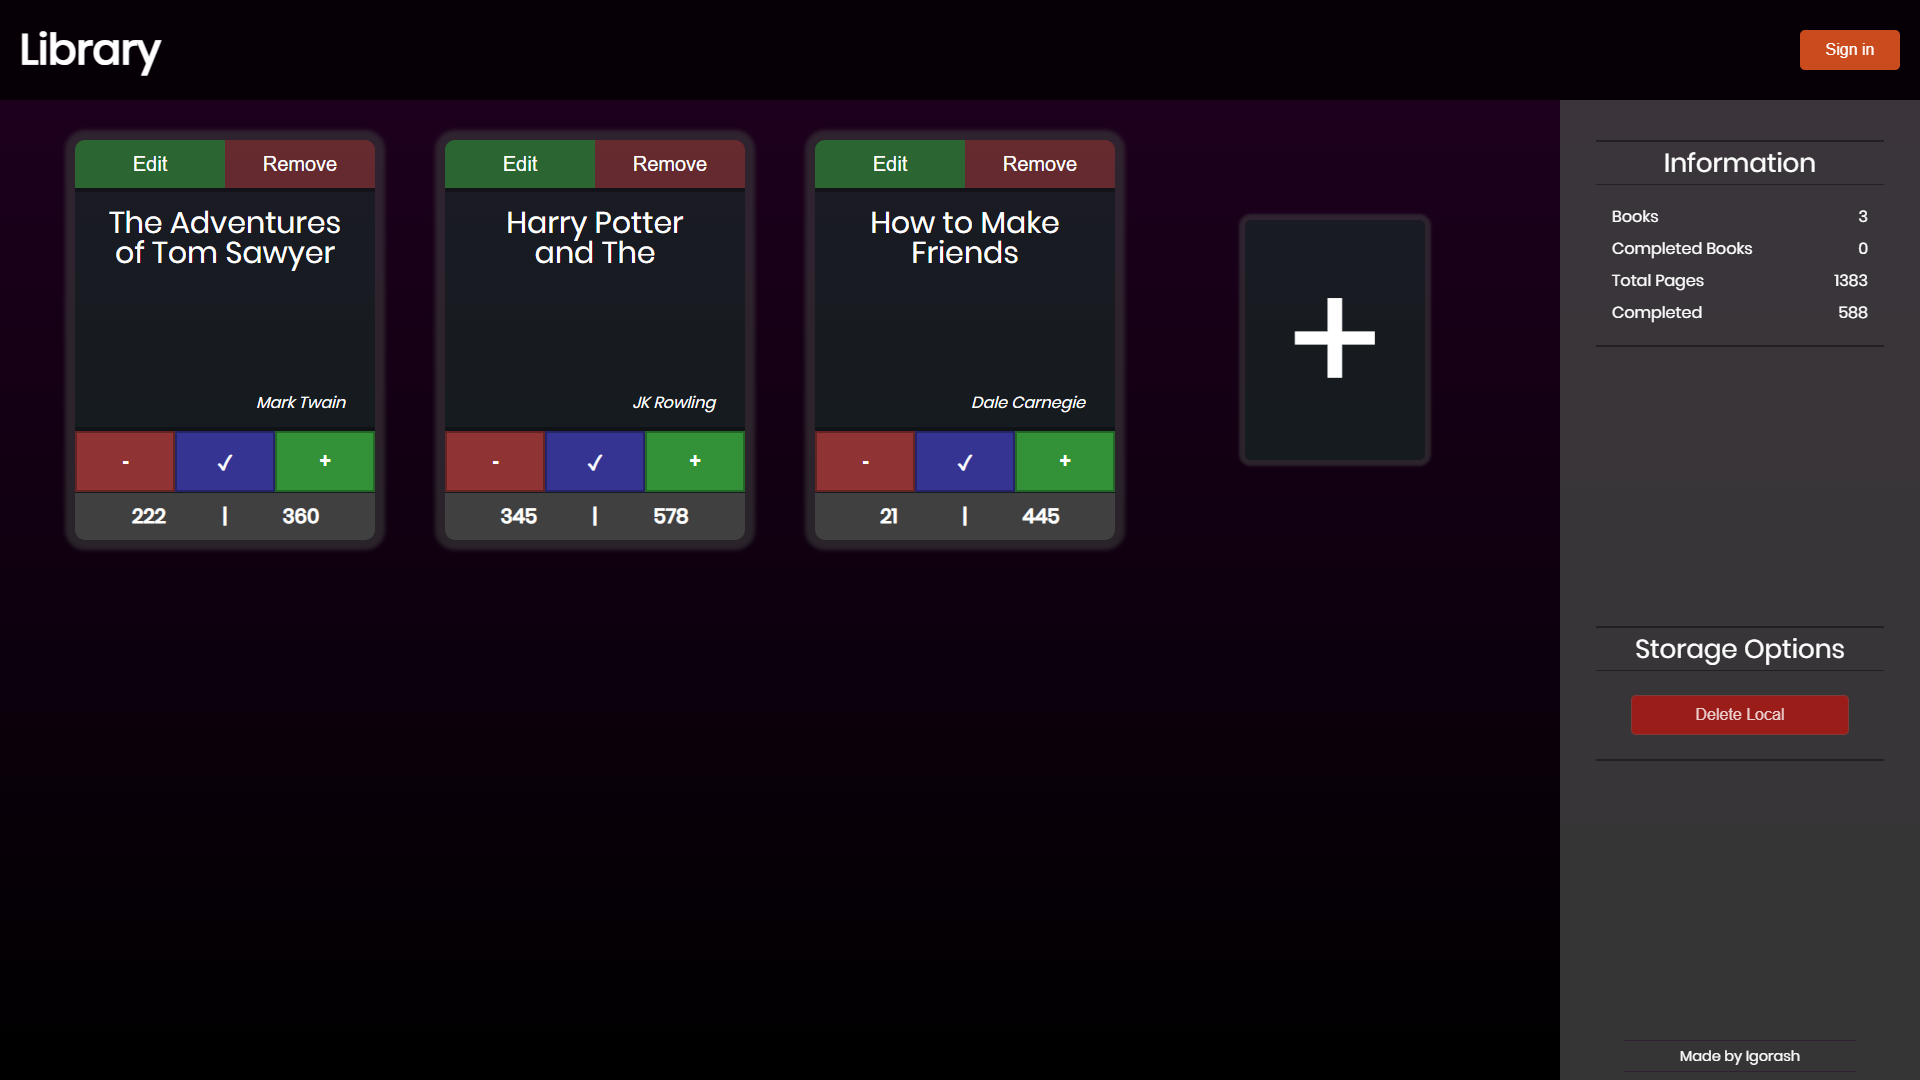 Library
Sign in
Edit Remove
The Adventures
of Tom Sawyer
Mark Twain
- ✓ +
222 | 360
Edit Remove
Harry Potter
and The
JK Rowling
- ✓ +
345 | 578
Edit Remove
How to Make
Friends
Dale Carnegie
- ✓ +
21 | 445
+
Information
Books 3
Completed Books 0
Total Pages 1383
Completed 588
Storage Options
Delete Local
Made by Igorash